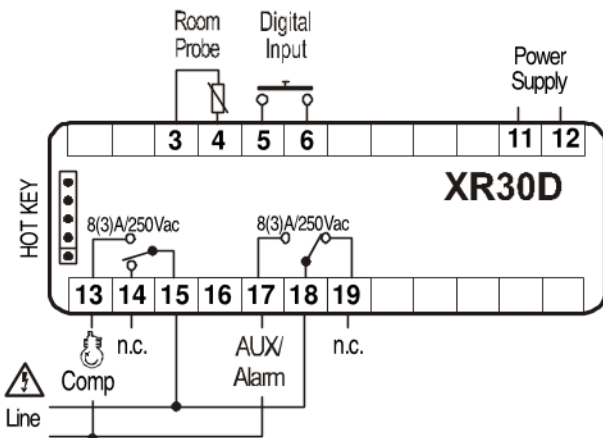 Room
Probe
Digital
Input
Power
Supply
3 4 5 6 11 12
XR30D
HOT KEY
8(3)A/250Vac 8(3)A/250Vac
13 14 15 16 17 18 19
n.c. AUX/ n.c.
Comp Alarm
Line